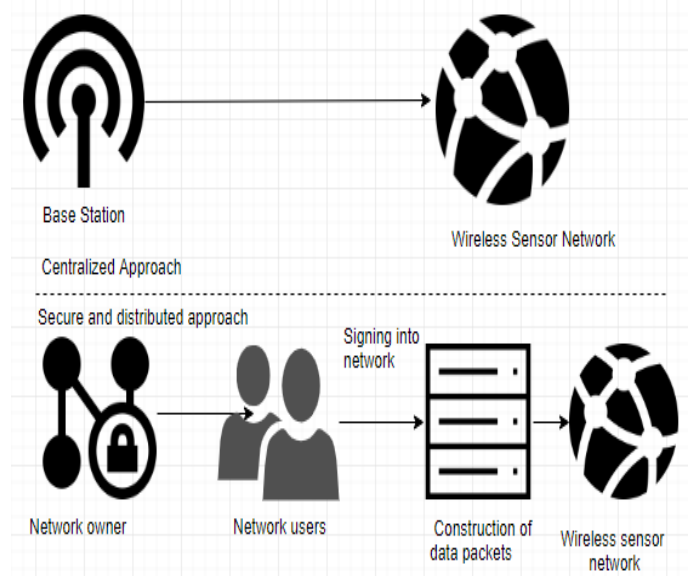 Base Station
Wireless Sensor Network
Centralized Approach
Secure and distributed approach
Signing into
network
Network owner
Network users
Construction of
data packets
Wireless sensor
network